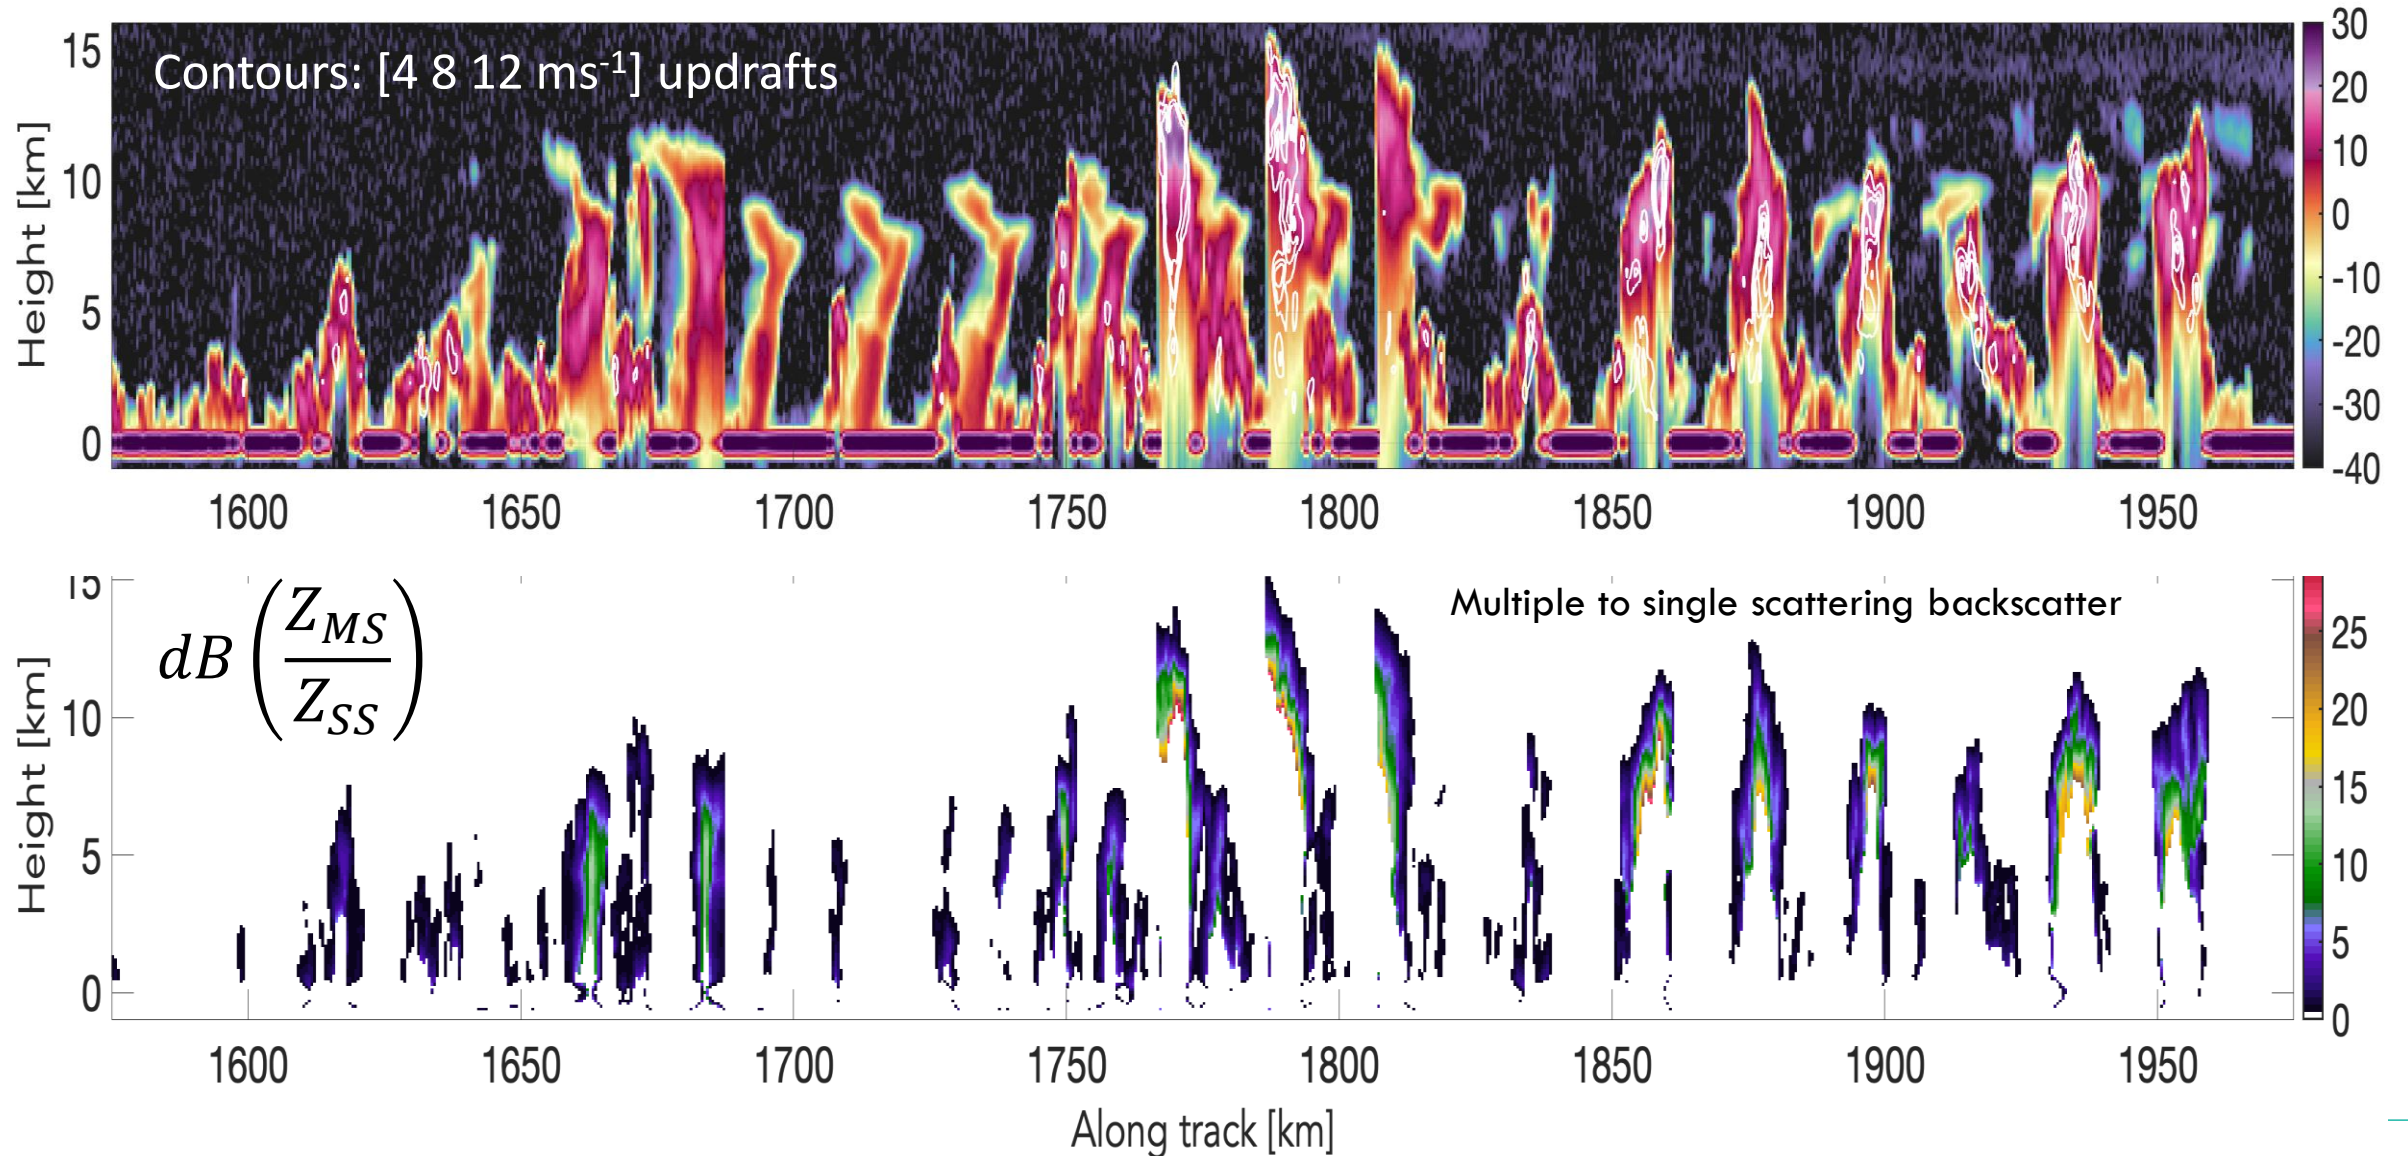 Contours: [4 8 12 ms-1] updrafts
Height [km]
15
10
5
0
30
20
10
0
-10
-20
-30
-40
1600 1650 1700 1750 1800 1850 1900 1950
dB (Z_MS / Z_SS)
Multiple to single scattering backscatter
Height [km]
15
10
5
0
25
20
15
10
5
0
1600 1650 1700 1750 1800 1850 1900 1950
Along track [km]